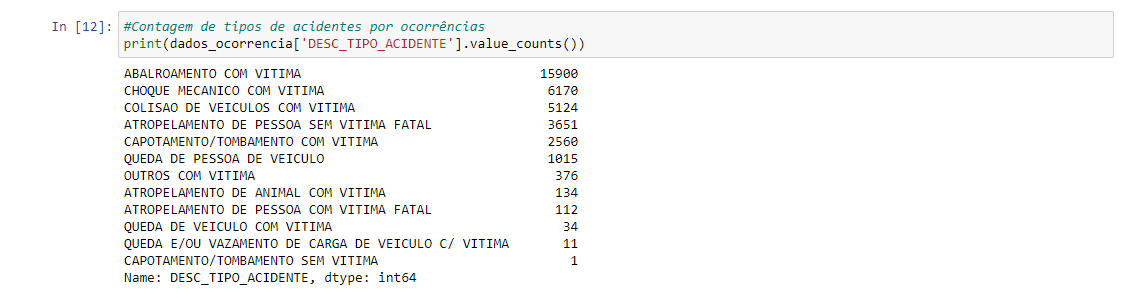 In [12]: #Contagem de tipos de acidentes por ocorrências
print(dados_ocorrencia['DESC_TIPO_ACIDENTE'].value_counts())
ABALROAMENTO COM VITIMA 15900
CHOQUE MECANICO COM VITIMA 6170
COLISAO DE VEICULOS COM VITIMA 5124
ATROPELAMENTO DE PESSOA SEM VITIMA FATAL 3651
CAPOTAMENTO/TOMBAMENTO COM VITIMA 2560
QUEDA DE PESSOA DE VEICULO 1015
OUTROS COM VITIMA 376
ATROPELAMENTO DE ANIMAL COM VITIMA 134
ATROPELAMENTO DE PESSOA COM VITIMA FATAL 112
QUEDA DE VEICULO COM VITIMA 34
QUEDA E/OU VAZAMENTO DE CARGA DE VEICULO C/ VITIMA 11
CAPOTAMENTO/TOMBAMENTO SEM VITIMA 1
Name: DESC_TIPO_ACIDENTE, dtype: int64